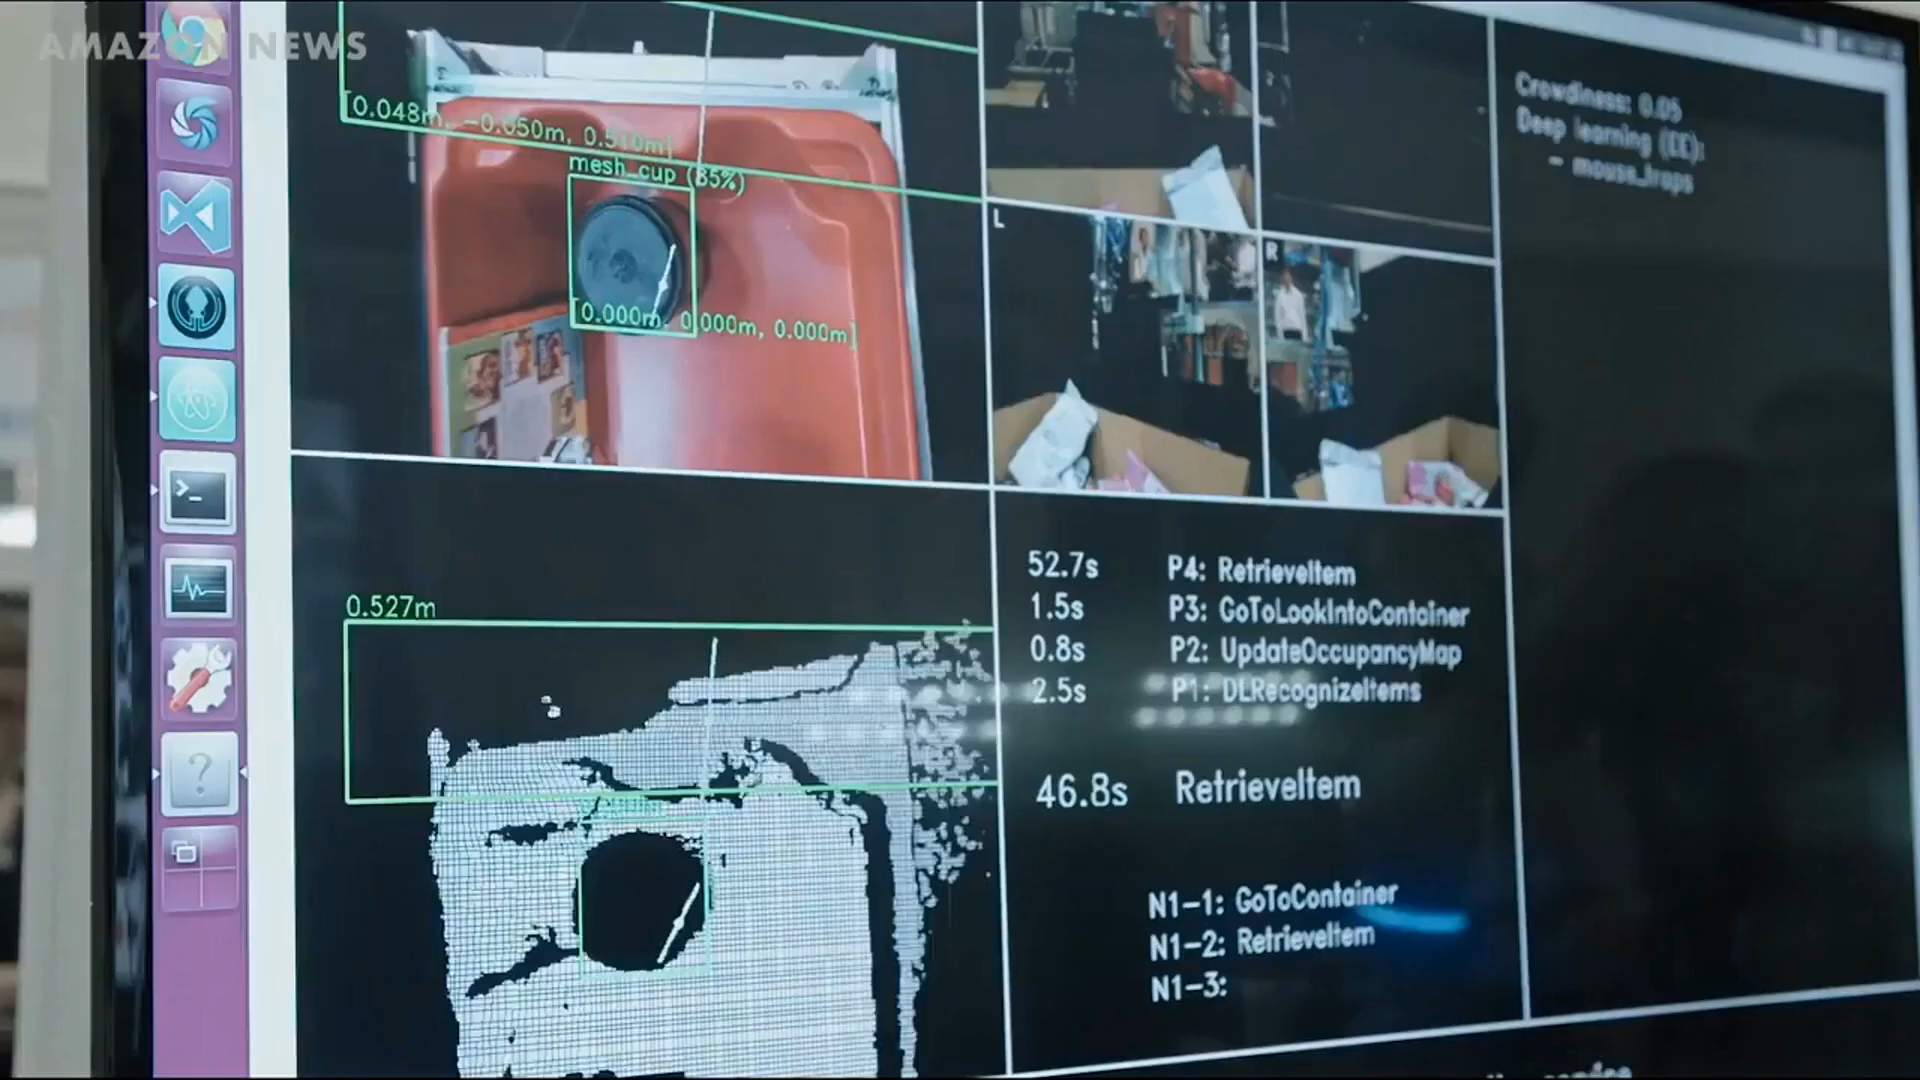 AMAZON NEWS
[0.048m, -0.050m, 0.510m]
mesh_cup (85%)
[0.000m, 0.000m, 0.000m]
L
R
Crowdiness: 0.05
Deep learning (EE):
- mouse_traps
0.527m
52.7s P4: RetrieveItem
1.5s P3: GoToLookIntoContainer
0.8s P2: UpdateOccupancyMap
2.5s P1: DLRecognizeItems
46.8s RetrieveItem
N1-1: GoToContainer
N1-2: RetrieveItem
N1-3:
>_
?